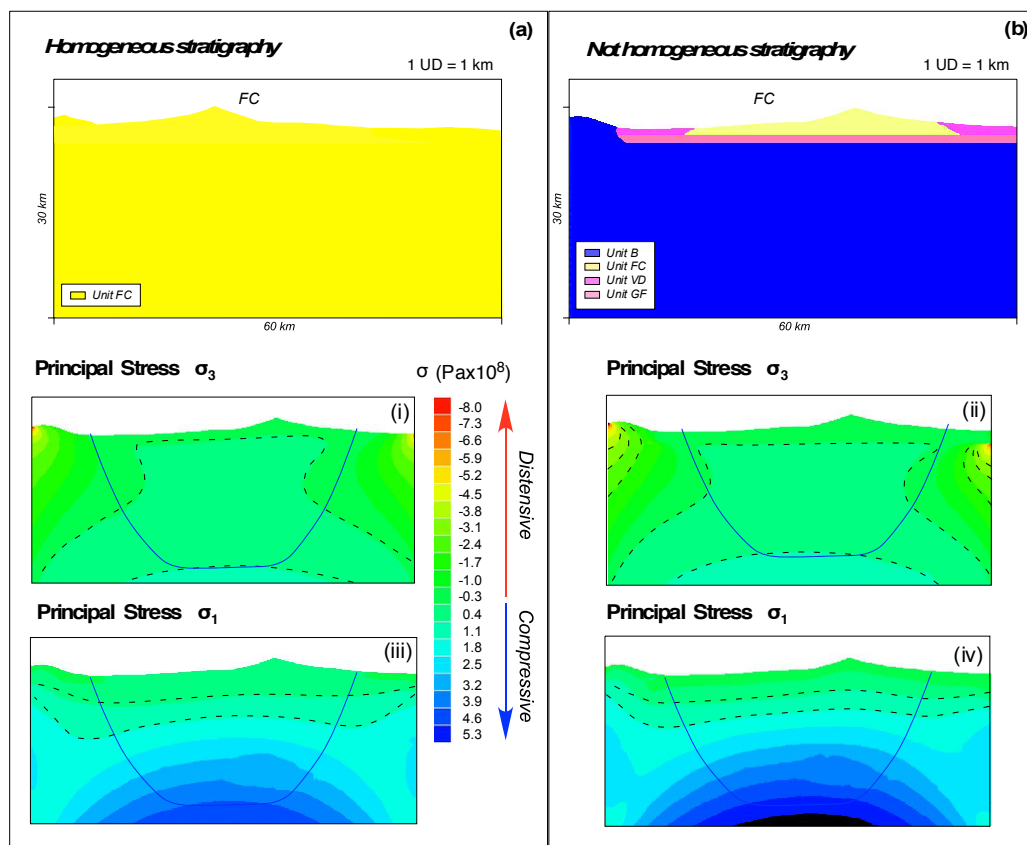 (a)
Homogeneous stratigraphy
1 UD = 1 km
FC
30 km
Unit FC
60 km
(b)
Not homogeneous stratigraphy
1 UD = 1 km
FC
30 km
Unit B
Unit FC
Unit VD
Unit GF
60 km
Principal Stress σ3
(i)
σ (Pax10^8)
-8.0
-7.3
-6.6
-5.9
-5.2
-4.5
-3.8
-3.1
-2.4
-1.7
-1.0
-0.3
0.4
1.1
1.8
2.5
3.2
3.9
4.6
5.3
Distensive
Compressive
Principal Stress σ3
(ii)
Principal Stress σ1
(iii)
Principal Stress σ1
(iv)